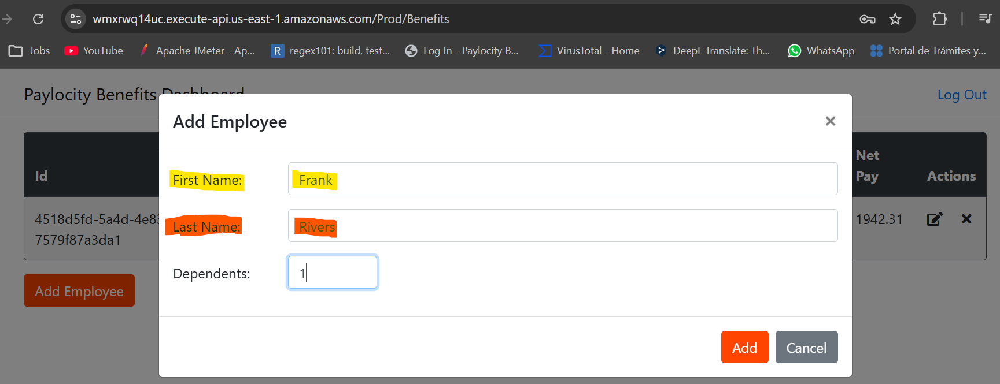 wmxrwq14uc.execute-api.us-east-1.amazonaws.com/Prod/Benefits
Jobs YouTube Apache JMeter - Ap... R regex101: build, test... Log In - Paylocity B... VirusTotal - Home DeepL Translate: Th... WhatsApp Portal de Trámites y...
Paylocity Benefits Dashboard Log Out
Add Employee ×
Id Net Pay Actions
First Name: Frank
Last Name: Rivers
4518d5fd-5a4d-4e83 1942.31
7579f87a3da1
Dependents: 1
Add Employee
Add Cancel